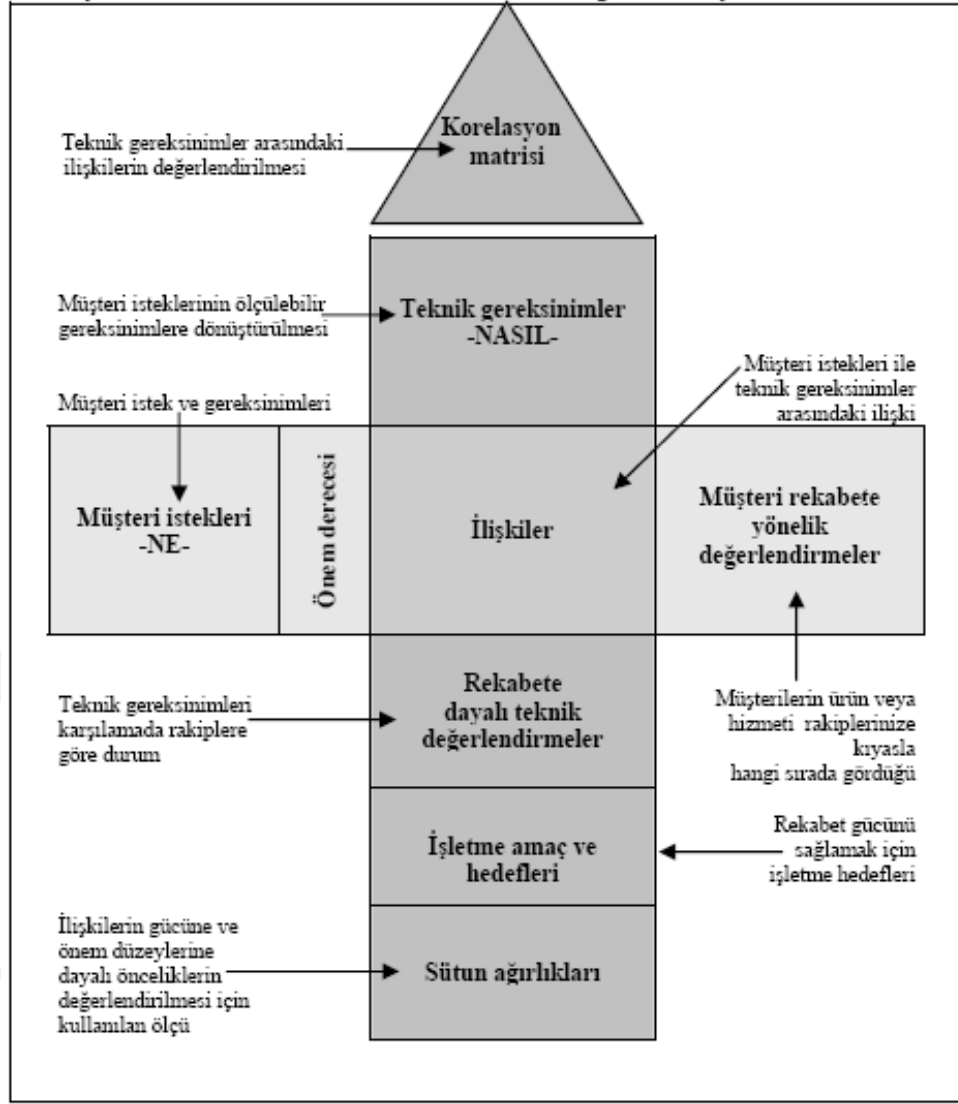 Korelasyon
matrisi
Teknik gereksinimler arasındaki
ilişkilerin değerlendirilmesi
Müşteri isteklerinin ölçülebilir
gereksinimlere dönüştürülmesi
Teknik gereksinimler
-NASIL-
Müşteri istekleri ile
teknik gereksinimler
arasındaki ilişki
Müşteri istek ve gereksinimleri
Müşteri istekleri
-NE-
Önem derecesi
İlişkiler
Müşteri rekabete
yönelik
değerlendirmeler
Teknik gereksinimleri
karşılamada rakiplere
göre durum
Rekabete
dayalı teknik
değerlendirmeler
Müşterilerin ürün veya
hizmeti rakiplerinize
kıyasla
hangi sırada gördüğü
İşletme amaç ve
hedefleri
Rekabet gücünü
sağlamak için
işletme hedefleri
İlişkilerin gücüne ve
önem düzeylerine
dayalı önceliklerin
değerlendirilmesi için
kullanılan ölçü
Sütun ağırlıkları